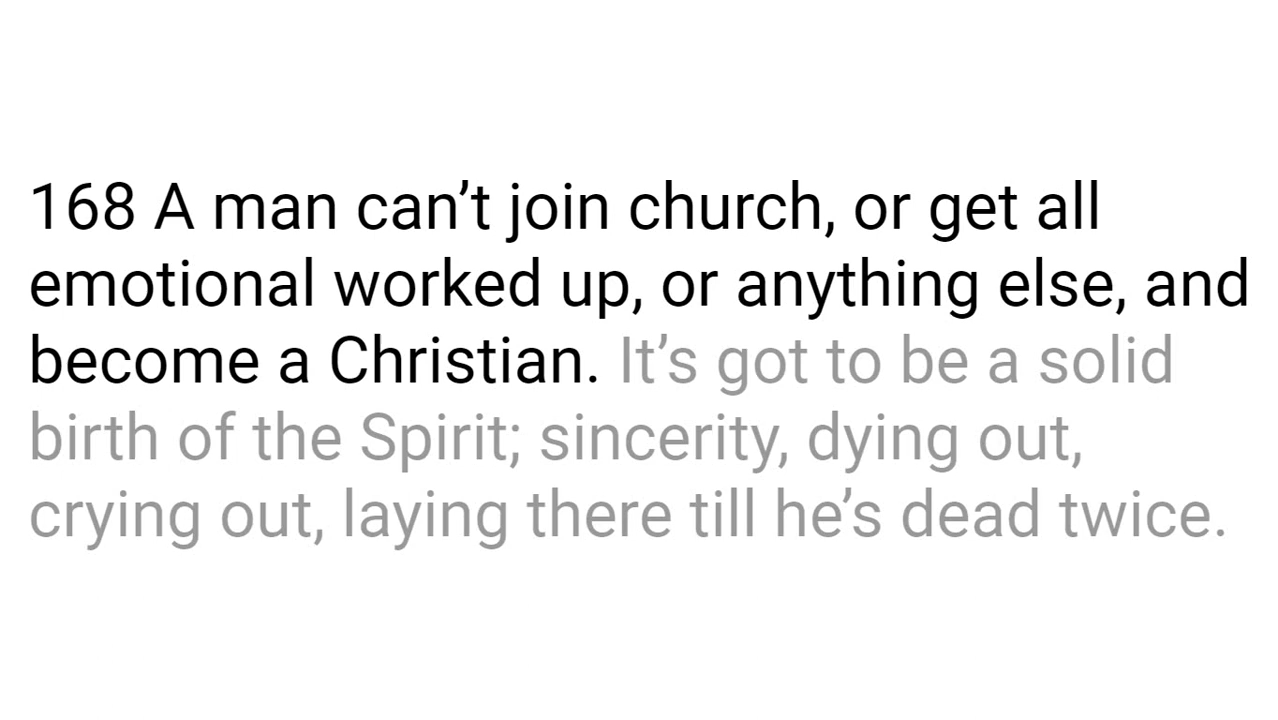 168 A man can’t join church, or get all
emotional worked up, or anything else, and
become a Christian. It’s got to be a solid
birth of the Spirit; sincerity, dying out,
crying out, laying there till he’s dead twice.